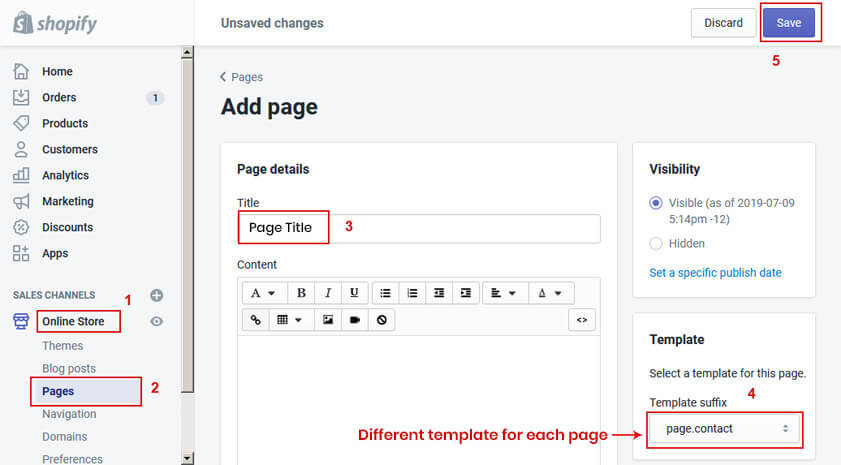 shopify
Unsaved changes
Discard
Save
5
Home
Orders
1
Products
Customers
Analytics
Marketing
Discounts
Apps
SALES CHANNELS
1
Online Store
Themes
Blog posts
Pages
2
Navigation
Domains
Preferences
Pages
Add page
Page details
Title
Page Title
3
Content
A
B
I
U
A
<>
Visibility
Visible (as of 2019-07-09
5:14pm -12)
Hidden
Set a specific publish date
Template
Select a template for this page.
Template suffix
4
page.contact
Different template for each page